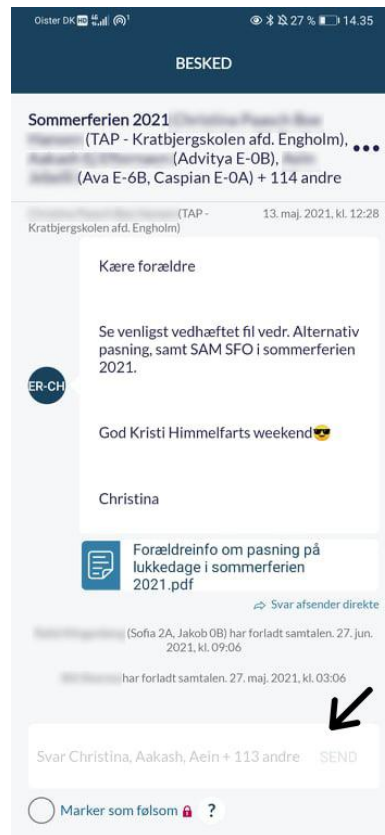 Oister DK HD 1 27 % 14.35
BESKED
Sommerferien 2021
(TAP - Kratbjergskolen afd. Engholm),
(Advitya E-0B),
(Ava E-6B, Caspian E-0A) + 114 andre
(TAP - 13. maj. 2021, kl. 12:28
Kratbjergskolen afd. Engholm)
Kære forældre
Se venligst vedhæftet fil vedr. Alternativ
pasning, samt SAM SFO i sommerferien
2021.
ER-CH
God Kristi Himmelfarts weekend😎
Christina
Forældreinfo om pasning på
lukkedage i sommerferien
2021.pdf
Svar afsender direkte
(Sofia 2A, Jakob 0B) har forladt samtalen. 27. jun.
2021, kl. 09:06
har forladt samtalen. 27. maj. 2021, kl. 03:06
Svar Christina, Aakash, Aein + 113 andre SEND
Marker som følsom ?